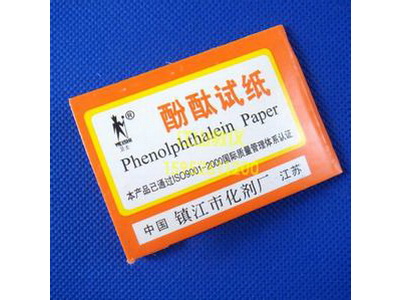 ®
酚酞试纸
Phenolphthalein Paper
本产品已通过ISO9001-2000国际质量管理体系认证
中国 镇江市化剂厂 江苏